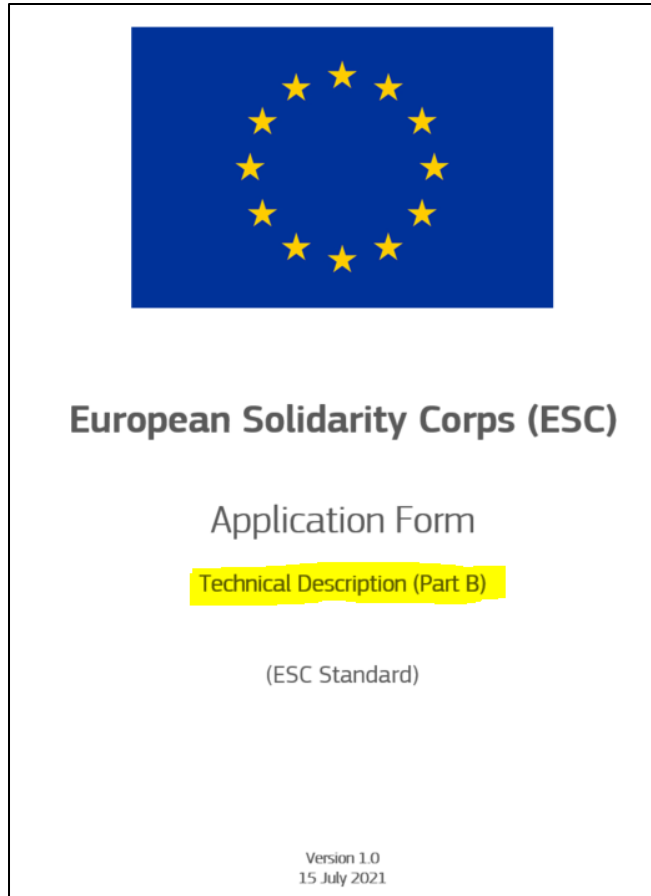 European Solidarity Corps (ESC)
Application Form
Technical Description (Part B)
(ESC Standard)
Version 1.0
15 July 2021